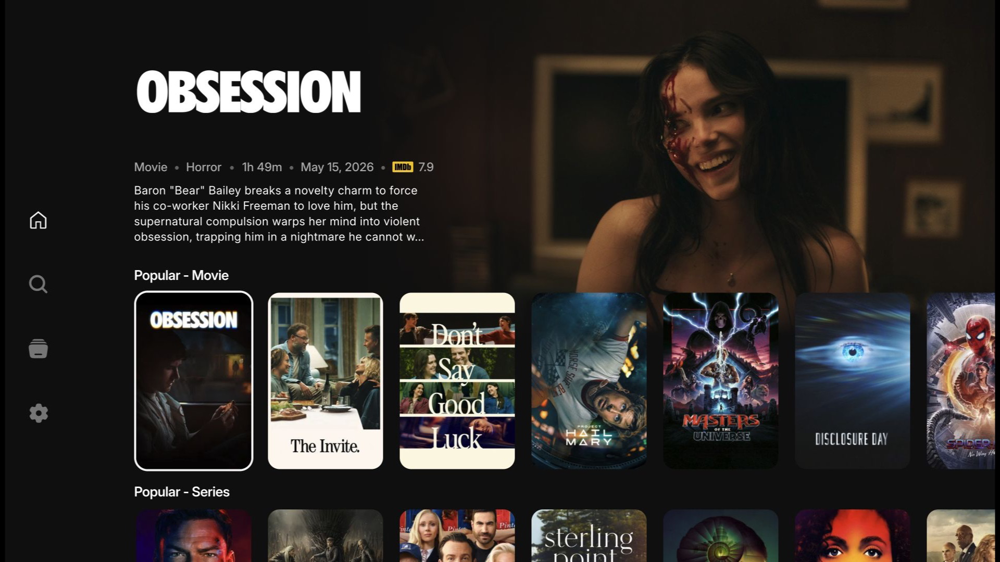 OBSESSION
Movie • Horror • 1h 49m • May 15, 2026 • IMDb 7.9
Baron "Bear" Bailey breaks a novelty charm to force
his co-worker Nikki Freeman to love him, but the
supernatural compulsion warps her mind into violent
obsession, trapping him in a nightmare he cannot w...
Popular - Movie
OBSESSION
The Invite.
Don't
Say
Good
Luck
PROJECT
HAIL
MARY
MASTERS
OF THE
UNIVERSE
DISCLOSURE DAY
SPIDER-
No Way H
Popular - Series
sterling
point